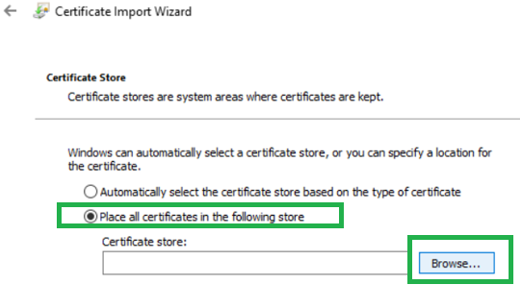 Certificate Import Wizard
Certificate Store
Certificate stores are system areas where certificates are kept.
Windows can automatically select a certificate store, or you can specify a location for
the certificate.
Automatically select the certificate store based on the type of certificate
Place all certificates in the following store
Certificate store:
Browse...